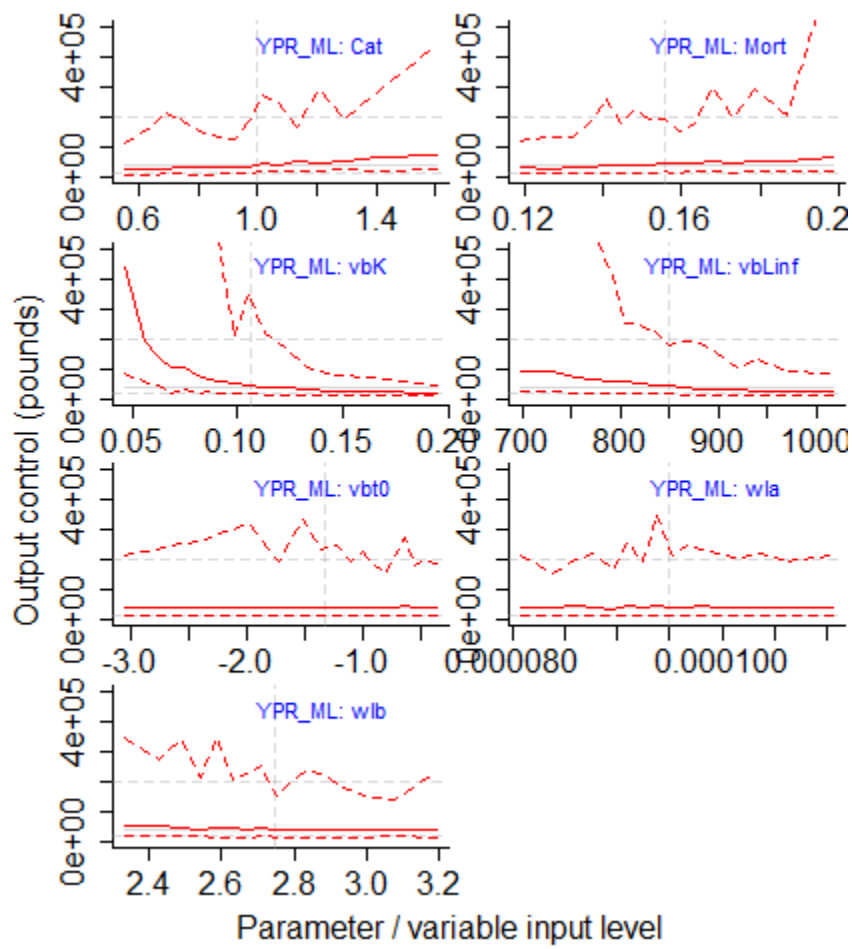 Output control (pounds)
YPR_ML: Cat
0e+00 4e+05
0.6 1.0 1.4
YPR_ML: Mort
0e+00 4e+05
0.12 0.16 0.2
YPR_ML: vbK
0e+00 4e+05
0.05 0.10 0.15 0.20
YPR_ML: vbLinf
0e+00 4e+05
700 800 900 1000
YPR_ML: vbt0
0e+00 4e+05
-3.0 -2.0 -1.0
YPR_ML: wla
0e+00 4e+05
0.000080 0.000100
YPR_ML: wlb
0e+00 4e+05
2.4 2.6 2.8 3.0 3.2
Parameter / variable input level